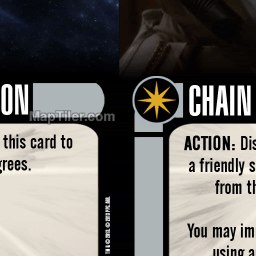 ON
MapTiler.com
this card to
grees.
CHAIN
ACTION: Dis
a friendly s
from th
You may im
using a